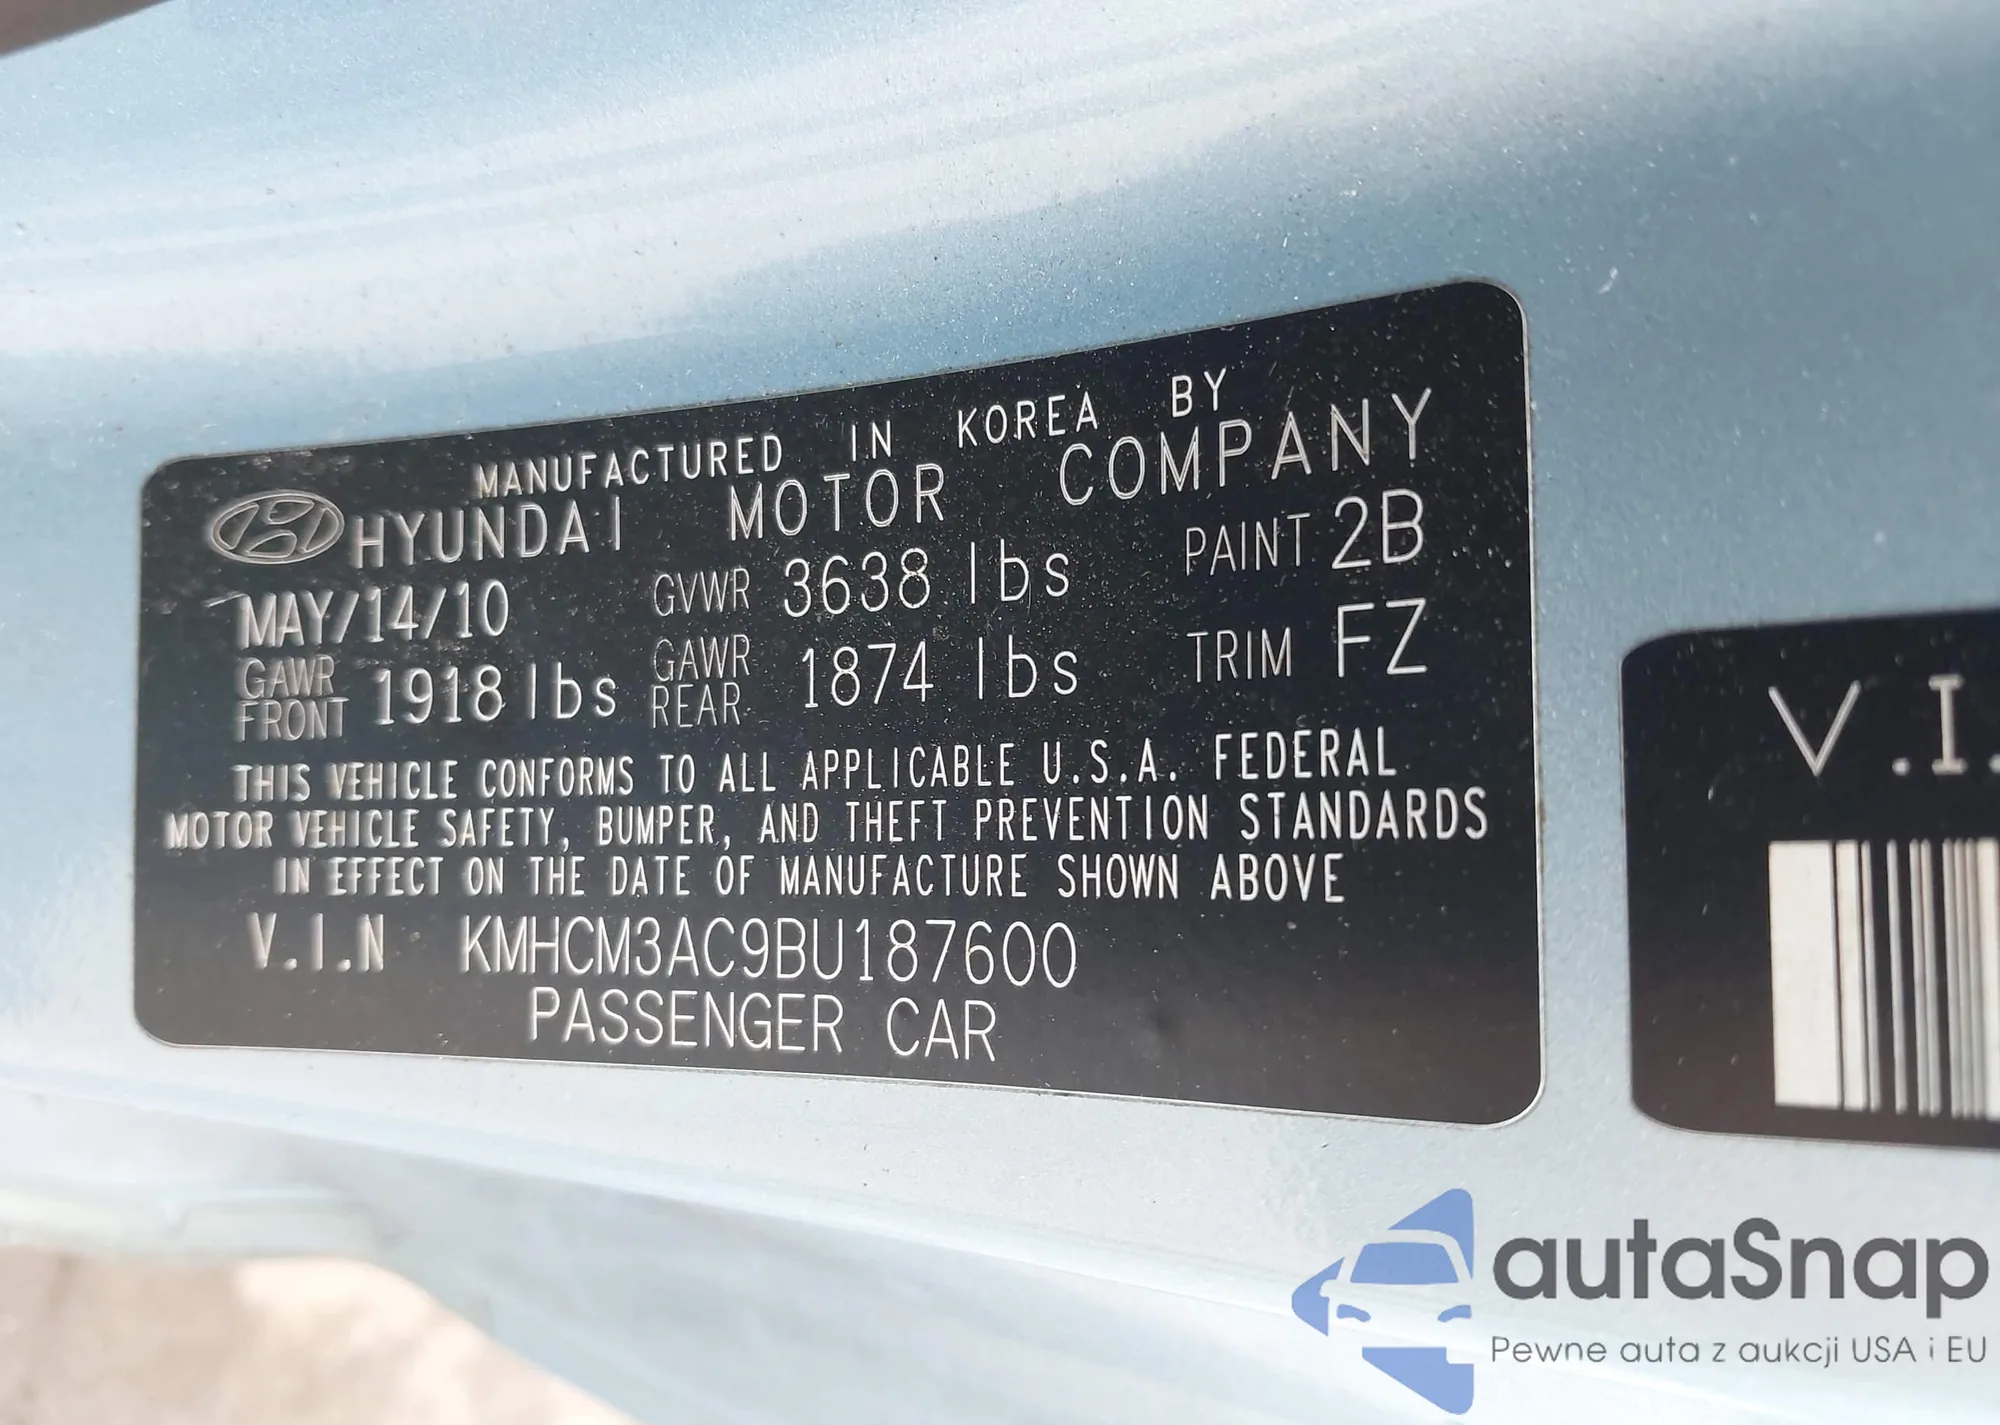 MANUFACTURED IN KOREA BY
HYUNDAI MOTOR COMPANY
MAY/14/10 GVWR 3638 lbs PAINT 2B
GAWR FRONT 1918 lbs GAWR REAR 1874 lbs TRIM FZ
THIS VEHICLE CONFORMS TO ALL APPLICABLE U.S.A. FEDERAL
MOTOR VEHICLE SAFETY, BUMPER, AND THEFT PREVENTION STANDARDS
IN EFFECT ON THE DATE OF MANUFACTURE SHOWN ABOVE
V.I.N KMHCM3AC9BU187600
PASSENGER CAR
V.I.
autaSnap
Pewne auta z aukcji USA i EU